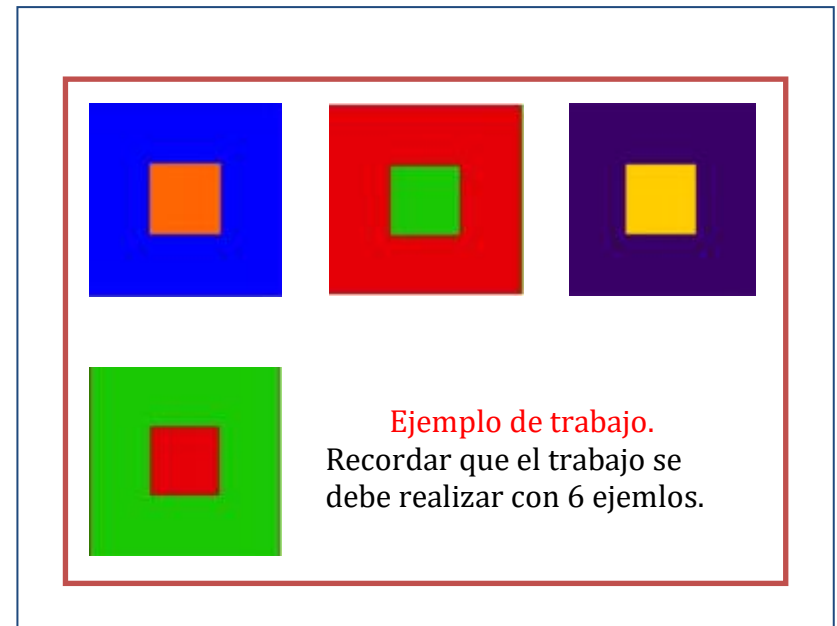 Ejemplo de trabajo.
Recordar que el trabajo se
debe realizar con 6 ejemlos.